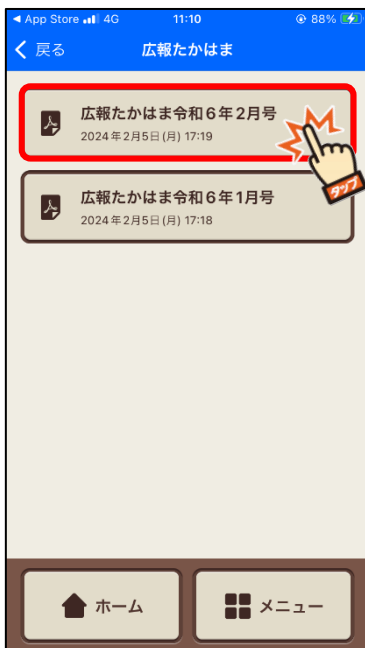 App Store 4G 11:10 88%
戻る 広報たかはま
広報たかはま令和6年2月号
2024年2月5日(月) 17:19
タップ
広報たかはま令和6年1月号
2024年2月5日(月) 17:18
ホーム メニュー